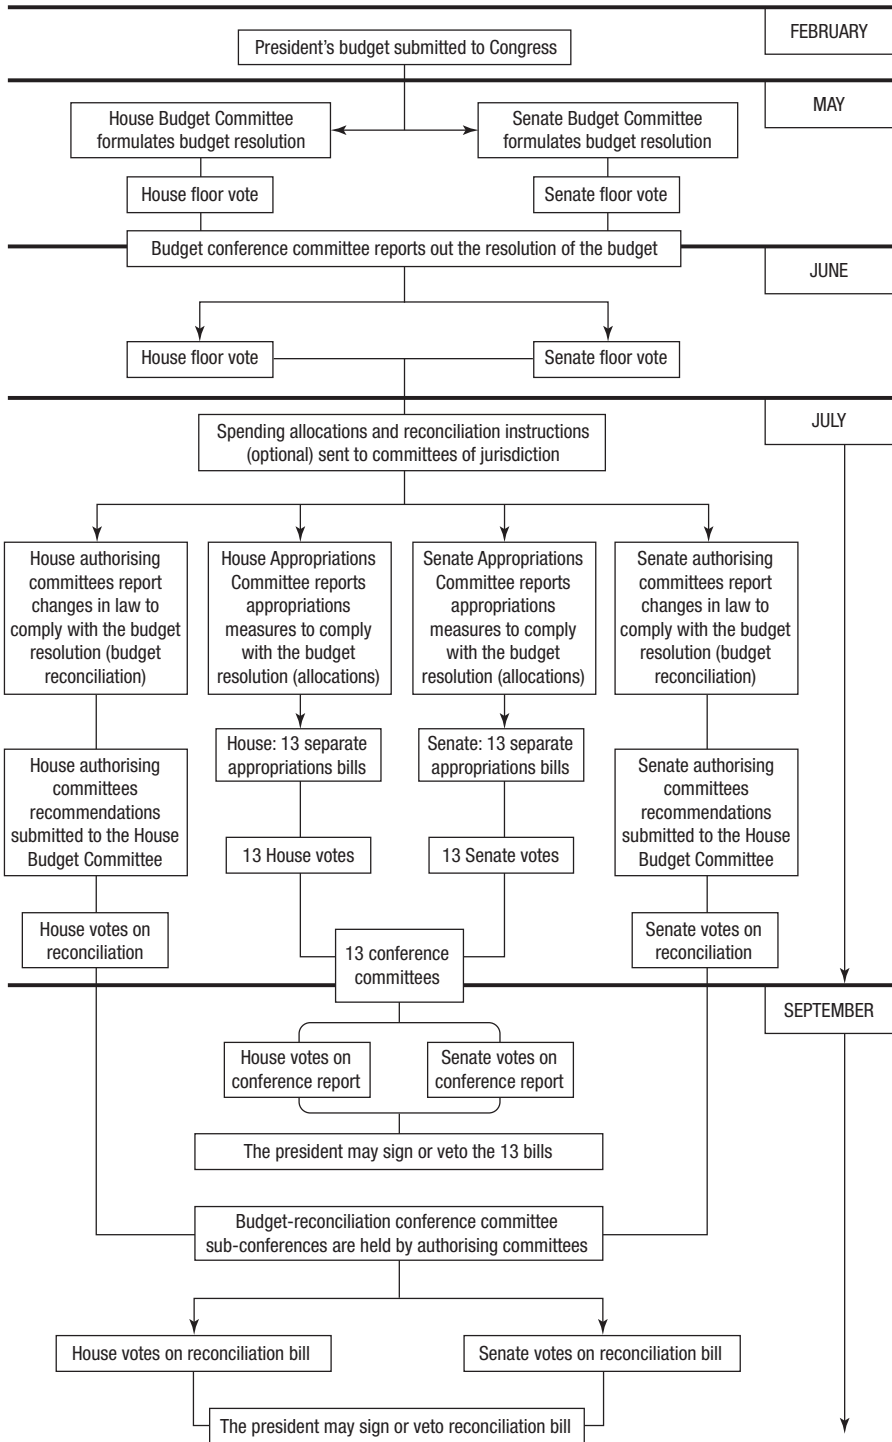 FEBRUARY
President's budget submitted to Congress
MAY
House Budget Committee
formulates budget resolution
Senate Budget Committee
formulates budget resolution
House floor vote
Senate floor vote
Budget conference committee reports out the resolution of the budget
JUNE
House floor vote
Senate floor vote
JULY
Spending allocations and reconciliation instructions
(optional) sent to committees of jurisdiction
House authorising
committees report
changes in law to
comply with the budget
resolution (budget
reconciliation)
House Appropriations
Committee reports
appropriations
measures to comply
with the budget
resolution (allocations)
Senate Appropriations
Committee reports
appropriations
measures to comply
with the budget
resolution (allocations)
Senate authorising
committees report
changes in law to
comply with the budget
resolution (budget
reconciliation)
House: 13 separate
appropriations bills
Senate: 13 separate
appropriations bills
House authorising
committees
recommendations
submitted to the House
Budget Committee
Senate authorising
committees
recommendations
submitted to the House
Budget Committee
13 House votes
13 Senate votes
House votes on
reconciliation
13 conference
committees
Senate votes on
reconciliation
SEPTEMBER
House votes on
conference report
Senate votes on
conference report
The president may sign or veto the 13 bills
Budget-reconciliation conference committee
sub-conferences are held by authorising committees
House votes on reconciliation bill
Senate votes on reconciliation bill
The president may sign or veto reconciliation bill